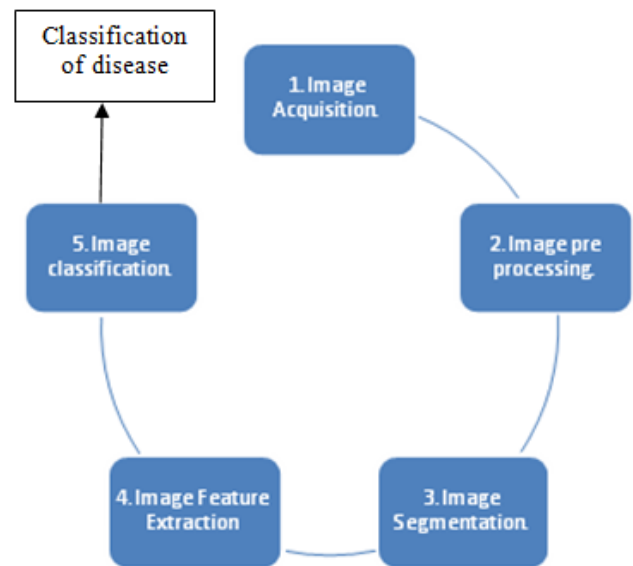 Classification
of disease
1.Image
Acquisition.
2.Image pre
processing.
3.Image
Segmentation.
4.Image Feature
Extraction
5.Image
classification.